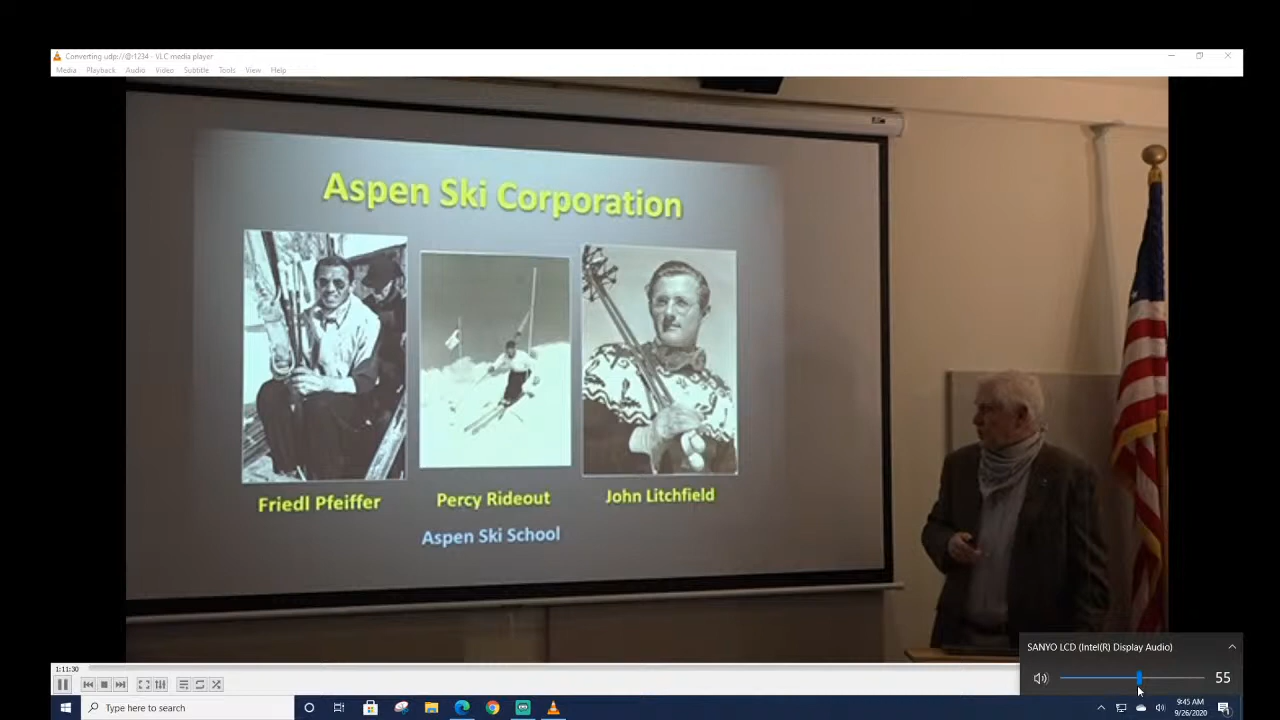 Converting udp://@:1234 - VLC media player
Media Playback Audio Video Subtitle Tools View Help
Aspen Ski Corporation
Friedl Pfeiffer
Percy Rideout
John Litchfield
Aspen Ski School
SANYO LCD (Intel(R) Display Audio)
55
1:11:30
Type here to search
9:45 AM
9/26/2020